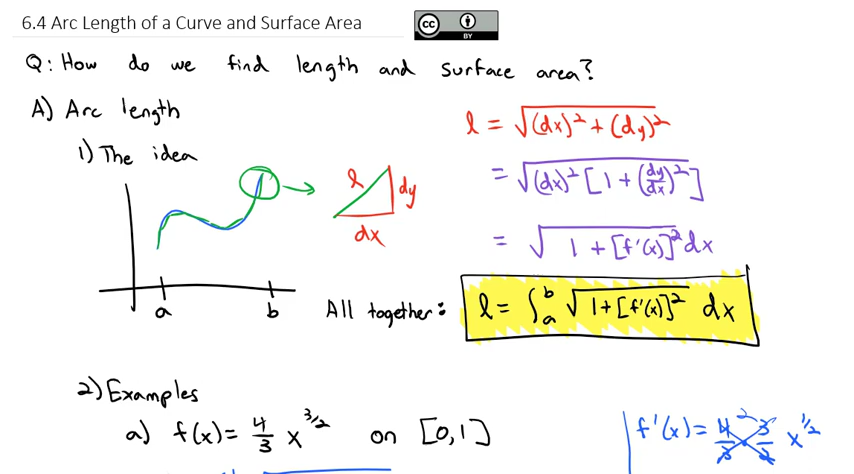 6.4 Arc Length of a Curve and Surface Area
CC BY
Q: How do we find length and surface area?
A) Arc length
1) The idea
l
dy
dx
a
b
l = √((dx)² + (dy)²)
= √((dx)² [1 + (dy/dx)²])
= √(1 + [f'(x)]²) dx
All together:
l = ∫ₐᵇ √(1 + [f'(x)]²) dx
2) Examples
a) f(x) = 4/3 x^(3/2) on [0,1]
f'(x) = 4/3 2 3/2 x^(1/2)